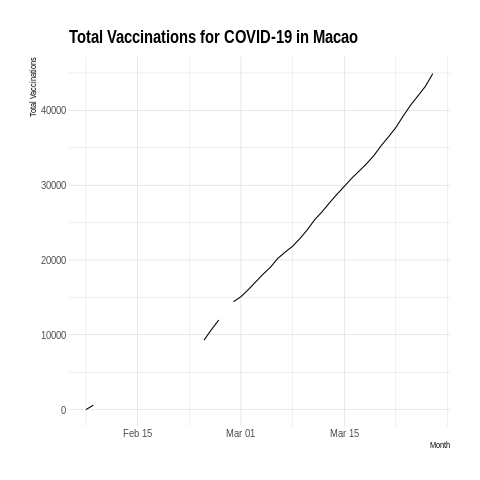 Total Vaccinations for COVID-19 in Macao
Total Vaccinations
40000
30000
20000
10000
0
Feb 15
Mar 01
Mar 15
Month